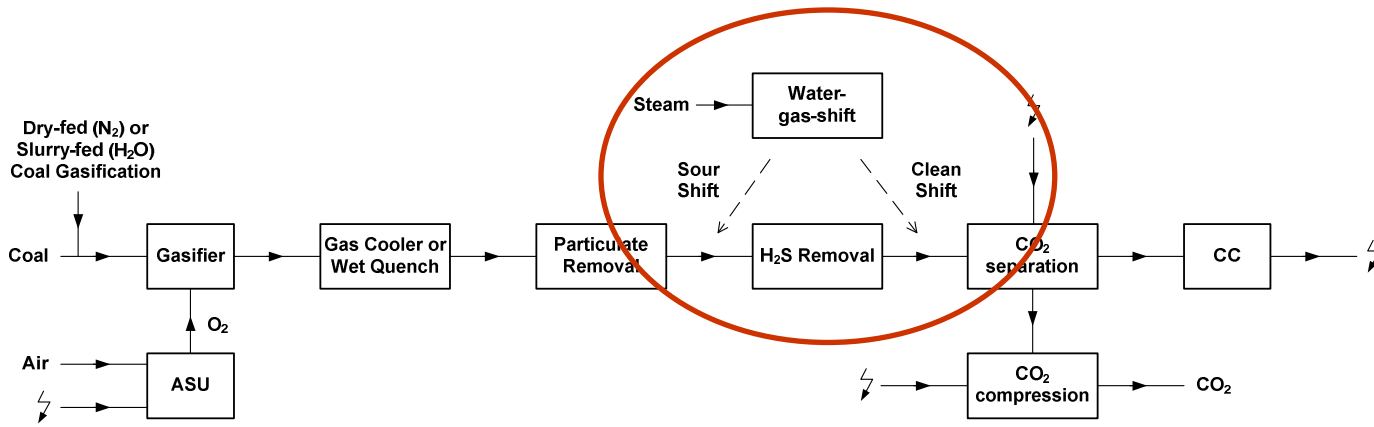 Steam
Water-
gas-shift
Dry-fed (N₂) or
Slurry-fed (H₂O)
Coal Gasification
Sour
Shift
Clean
Shift
Coal
Gasifier
Gas Cooler or
Wet Quench
Particulate
Removal
H₂S Removal
CO₂
separation
CC
O₂
Air
ASU
CO₂
compression
CO₂